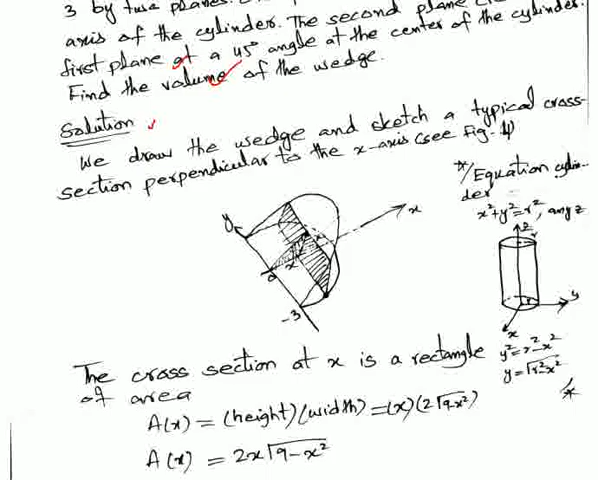 3 by two planes.
axis of the cylinder. The second plane
first plane at a 45° angle at the center of the cylinder.
Find the volume of the wedge.
Solution
We draw the wedge and sketch a typical cross-
section perpendicular to the x-axis (see Fig-4)
*/ Equation cylin-
der
x²+y²=r², any z
y
x
x
0
-3
z
r
r
y
x
The cross section at x is a rectangle
of area
y²=r²-x²
y=√r²-x²
/*
A(x) = (height)(width) = (x)(2√9-x²)
A(x) = 2x√9-x²